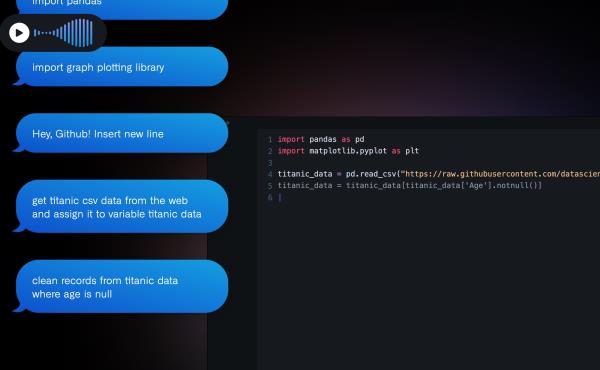 import pandas
import graph plotting library
Hey, Github! Insert new line
get titanic csv data from the web
and assign it to variable titanic data
clean records from titanic data
where age is null
1 import pandas as pd
2 import matplotlib.pyplot as plt
3
4 titanic_data = pd.read_csv("https://raw.githubusercontent.com/datascien
5 titanic_data = titanic_data[titanic_data['Age'].notnull()]
6